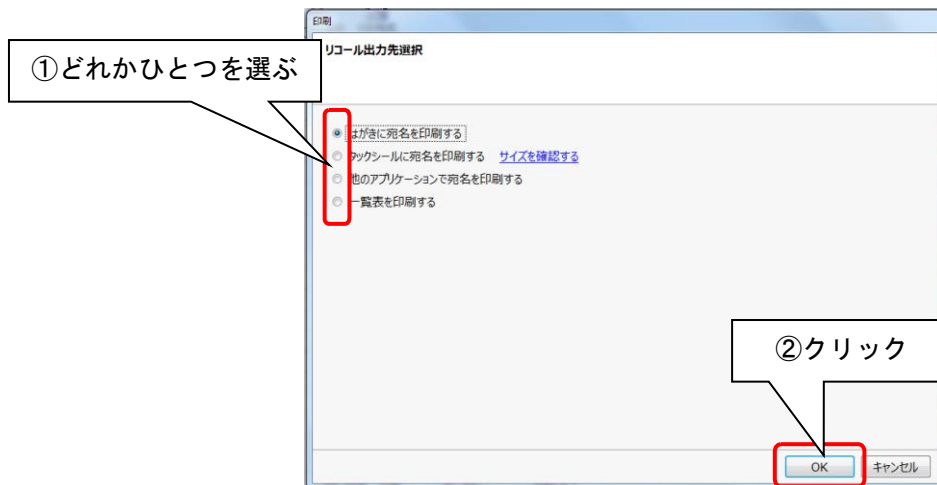 印刷
リコール出力先選択
①どれかひとつを選ぶ
はがきに宛名を印刷する
タックシールに宛名を印刷する サイズを確認する
他のアプリケーションで宛名を印刷する
一覧表を印刷する
②クリック
OK キャンセル